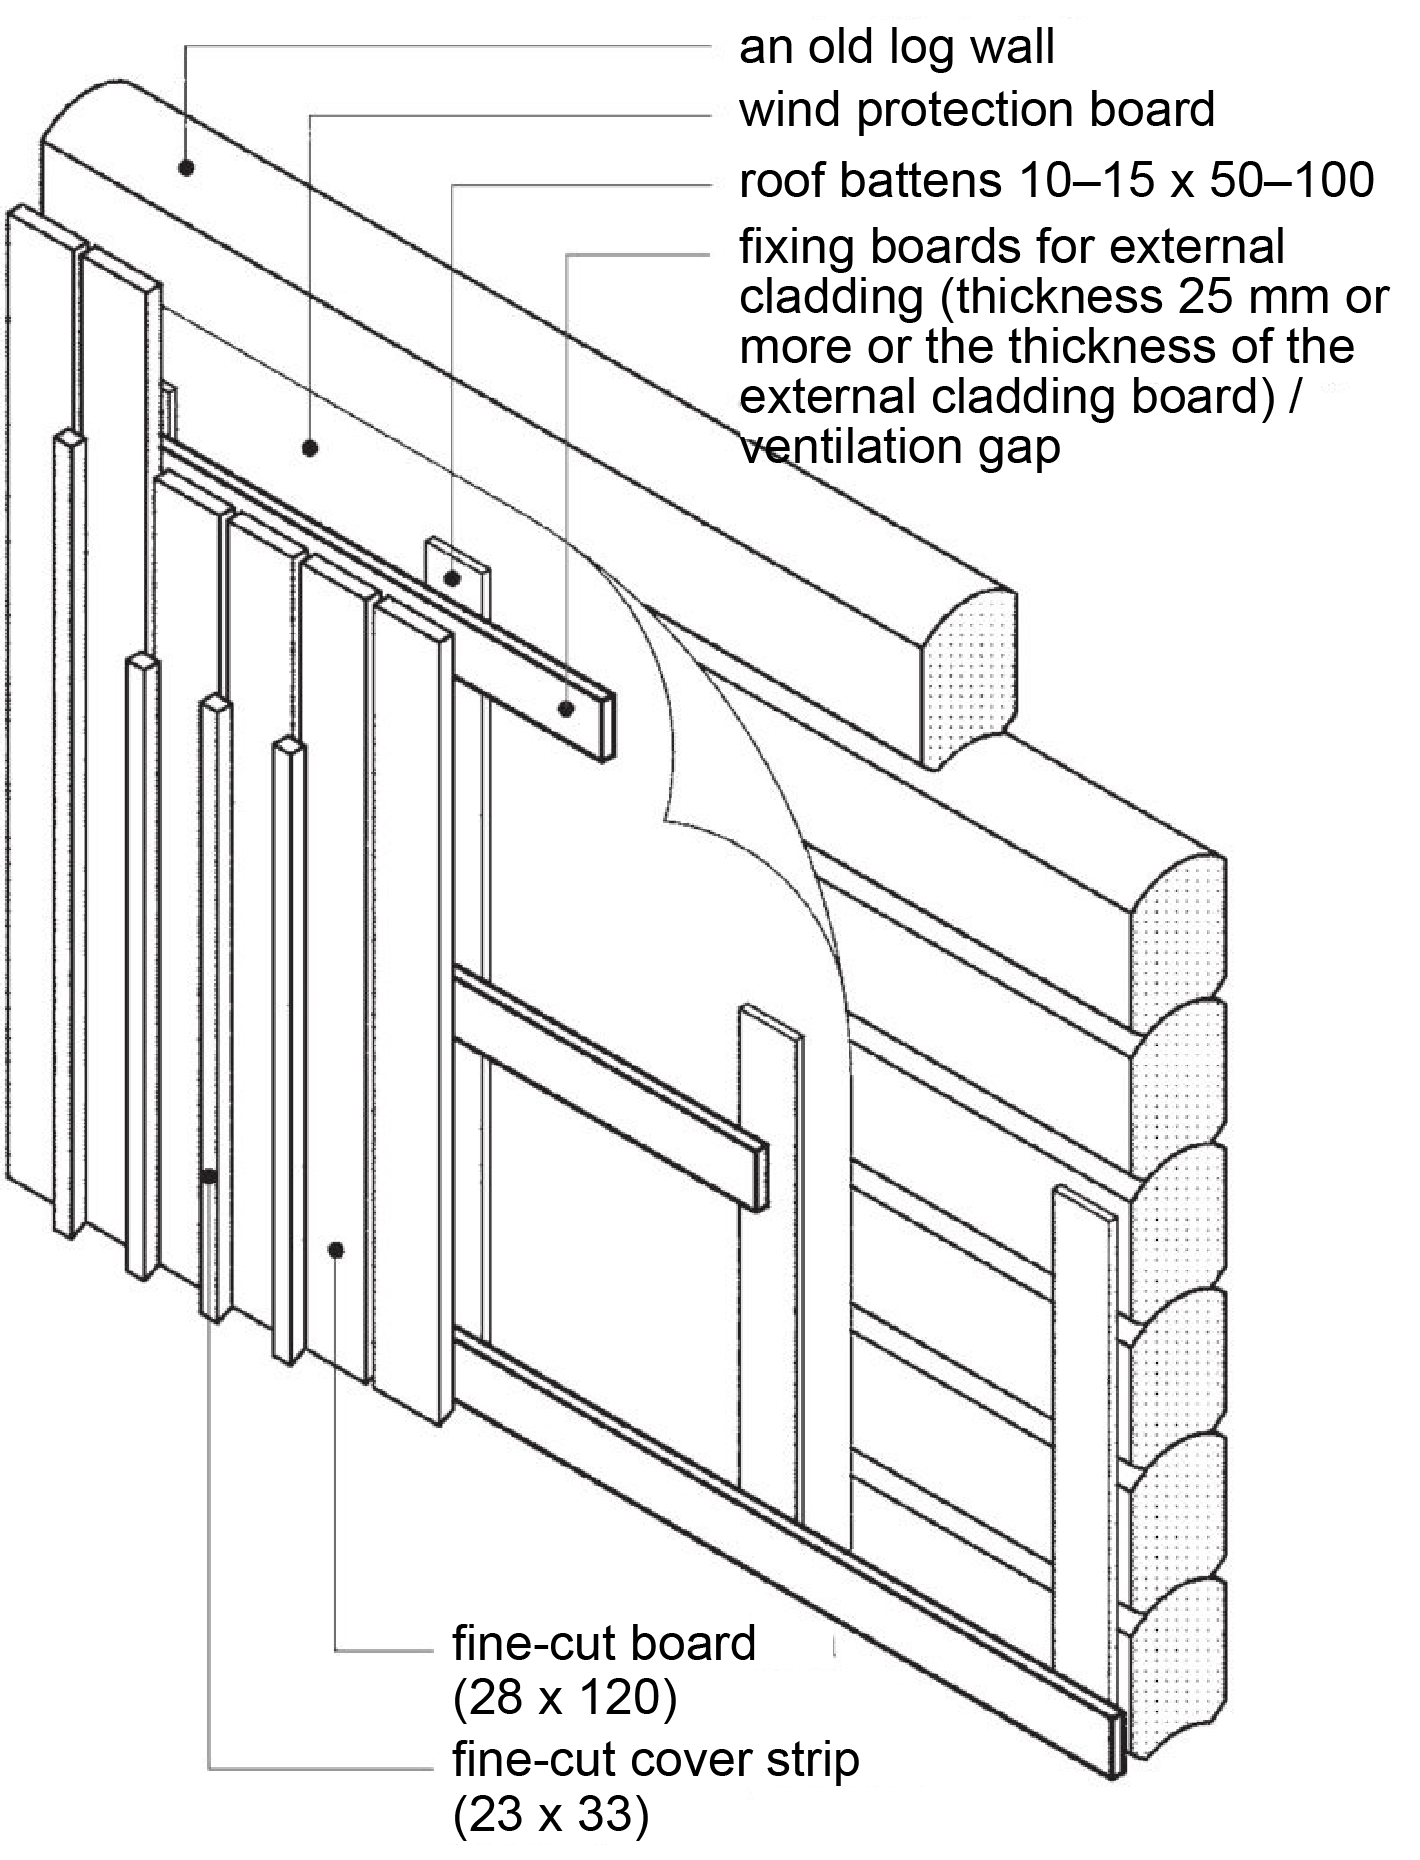 an old log wall
wind protection board
roof battens 10–15 x 50–100
fixing boards for external
cladding (thickness 25 mm or
more or the thickness of the
external cladding board) /
ventilation gap
fine-cut board
(28 x 120)
fine-cut cover strip
(23 x 33)